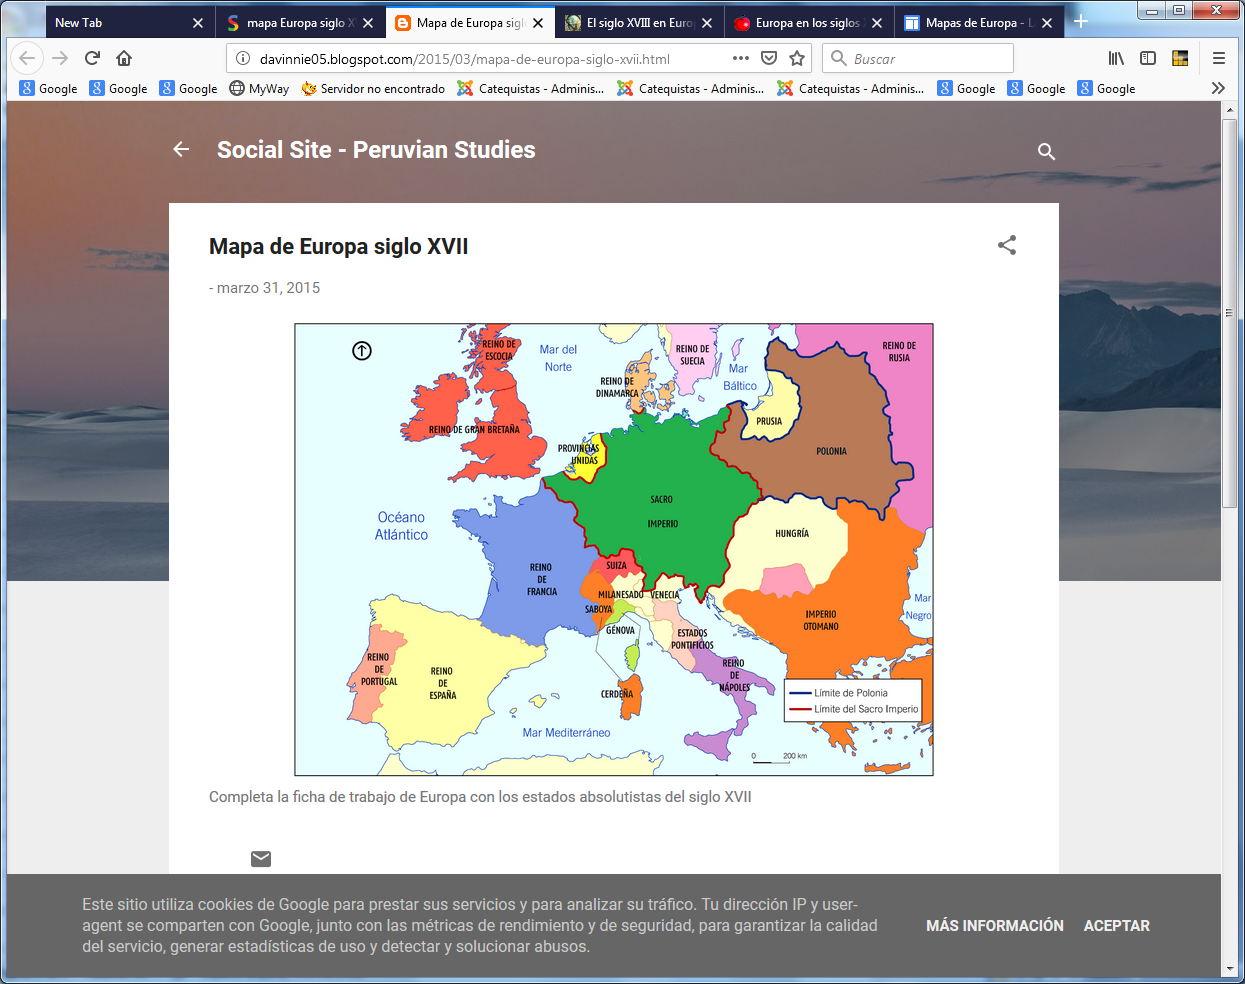 New Tab
mapa Europa siglo X
Mapa de Europa sigl
El siglo XVIII en Euro
Europa en los siglos
Mapas de Europa - L
davinnie05.blogspot.com/2015/03/mapa-de-europa-siglo-xvii.html
Buscar
Google
Google
Google
MyWay
Servidor no encontrado
Catequistas - Adminis...
Catequistas - Adminis...
Catequistas - Adminis...
Google
Google
Google
Social Site - Peruvian Studies
Mapa de Europa siglo XVII
- marzo 31, 2015
REINO DE
ESCOCIA
Mar del
Norte
REINO DE
SUECIA
REINO DE
RUSIA
Mar
Báltico
REINO DE
DINAMARCA
REINO DE GRAN BRETAÑA
PRUSIA
POLONIA
PROVINCIAS
UNIDAS
SACRO
IMPERIO
Océano
Atlántico
HUNGRÍA
REINO
DE
FRANCIA
SUIZA
MILANESADO
VENECIA
SABOYA
Mar
Negro
IMPERIO
OTOMANO
GÉNOVA
ESTADOS
PONTIFICIOS
REINO
DE
PORTUGAL
REINO
DE
ESPAÑA
REINO
DE
NÁPOLES
CERDEÑA
Límite de Polonia
Límite del Sacro Imperio
Mar Mediterráneo
0 200 km
Completa la ficha de trabajo de Europa con los estados absolutistas del siglo XVII
Este sitio utiliza cookies de Google para prestar sus servicios y para analizar su tráfico. Tu dirección IP y user-
agent se comparten con Google, junto con las métricas de rendimiento y de seguridad, para garantizar la calidad
del servicio, generar estadísticas de uso y detectar y solucionar abusos.
MÁS INFORMACIÓN
ACEPTAR